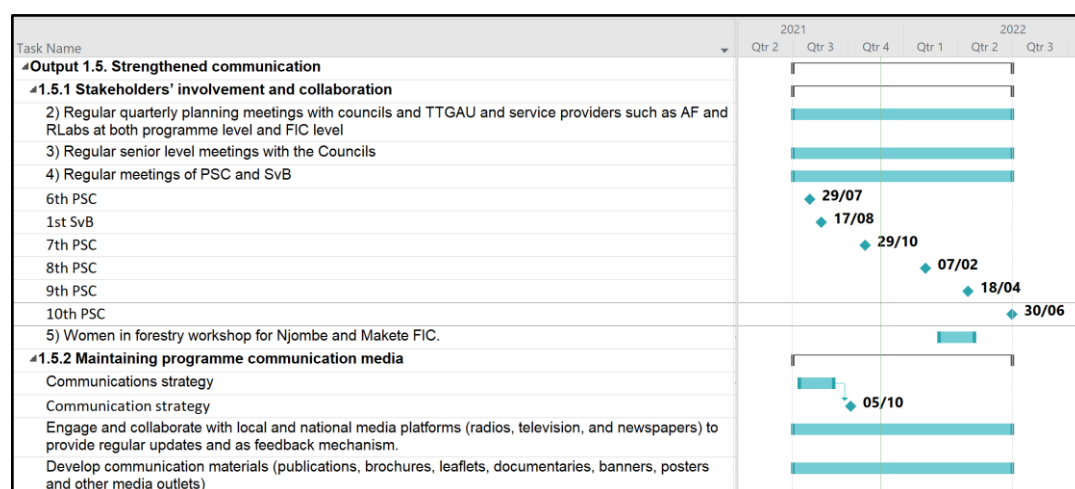 2021 2022
Task Name Qtr 2 Qtr 3 Qtr 4 Qtr 1 Qtr 2 Qtr 3
Output 1.5. Strengthened communication
1.5.1 Stakeholders' involvement and collaboration
2) Regular quarterly planning meetings with councils and TTGAU and service providers such as AF and
RLabs at both programme level and FIC level
3) Regular senior level meetings with the Councils
4) Regular meetings of PSC and SvB
6th PSC 29/07
1st SvB 17/08
7th PSC 29/10
8th PSC 07/02
9th PSC 18/04
10th PSC 30/06
5) Women in forestry workshop for Njombe and Makete FIC.
1.5.2 Maintaining programme communication media
Communications strategy
Communication strategy 05/10
Engage and collaborate with local and national media platforms (radios, television, and newspapers) to
provide regular updates and as feedback mechanism.
Develop communication materials (publications, brochures, leaflets, documentaries, banners, posters
and other media outlets)